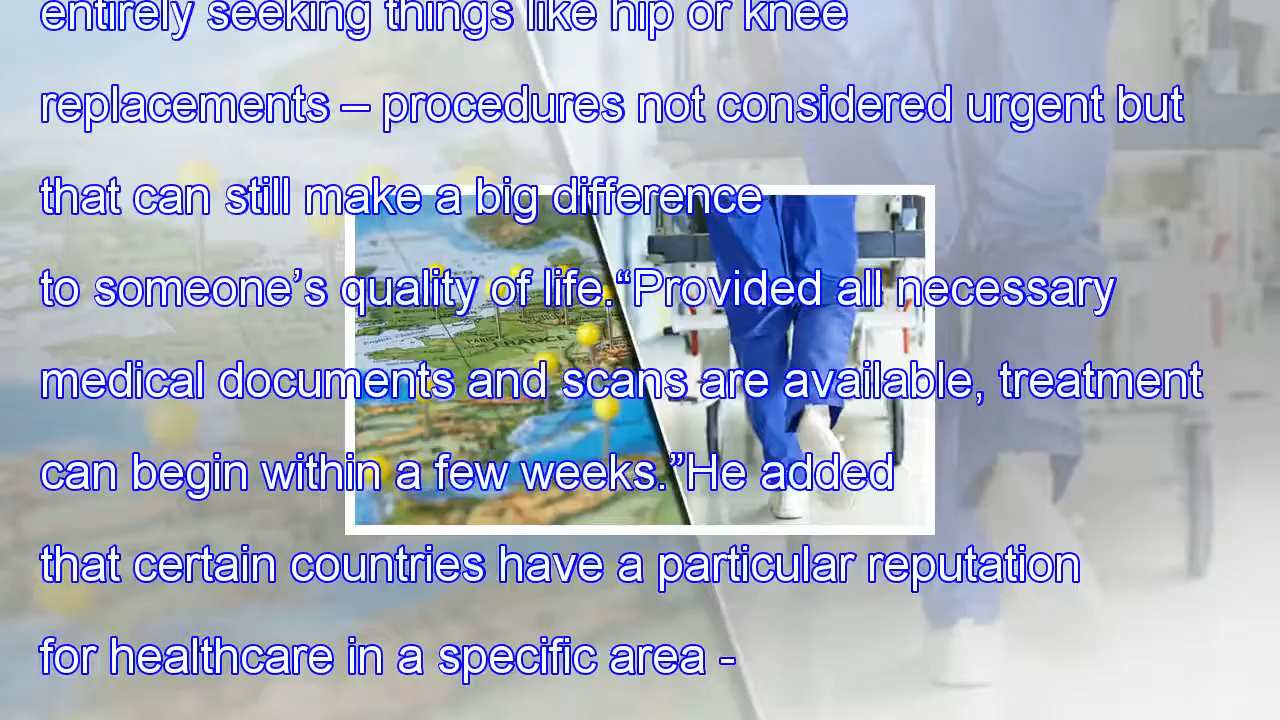 entirely seeking things like hip or knee
replacements – procedures not considered urgent but
that can still make a big difference
to someone’s quality of life.“Provided all necessary
medical documents and scans are available, treatment
can begin within a few weeks.”He added
that certain countries have a particular reputation
for healthcare in a specific area -
FRANCE